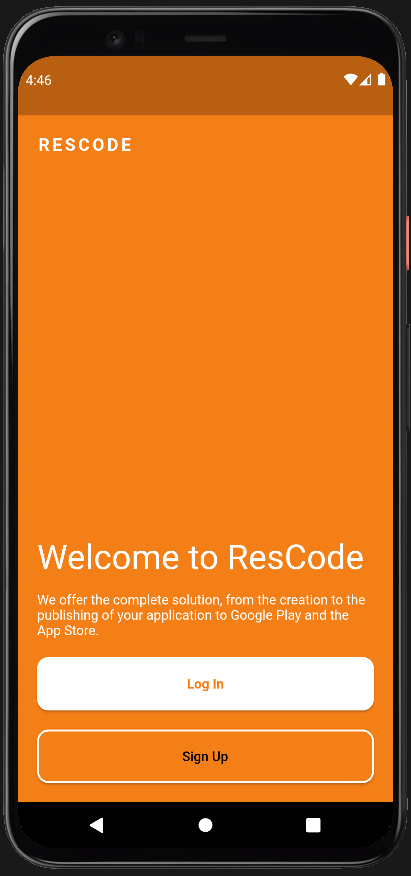 4:46
RESCODE
Welcome to ResCode
We offer the complete solution, from the creation to the
publishing of your application to Google Play and the
App Store.
Log In
Sign Up